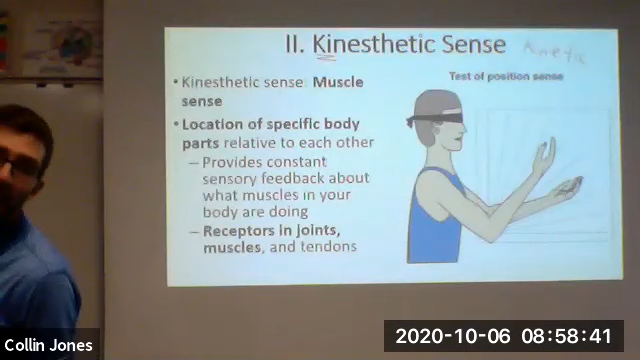 II. Kinesthetic Sense
Kinetic
• Kinesthetic sense: Muscle
sense
• Location of specific body
parts relative to each other
– Provides constant
sensory feedback about
what muscles in your
body are doing
– Receptors in joints,
muscles, and tendons
Test of position sense
Collin Jones
2020-10-06 08:58:41